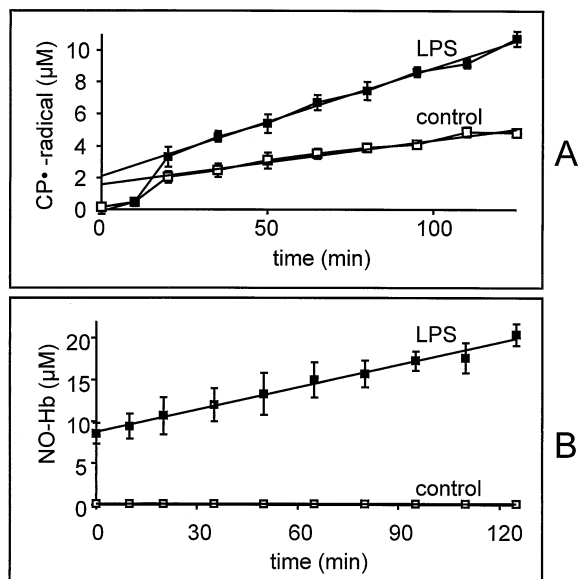 10
8
6
4
2
0
CP• -radical (µM)
LPS
control
0
50
100
time (min)
A
20
15
10
5
0
NO-Hb (µM)
LPS
control
0
30
60
90
120
time (min)
B